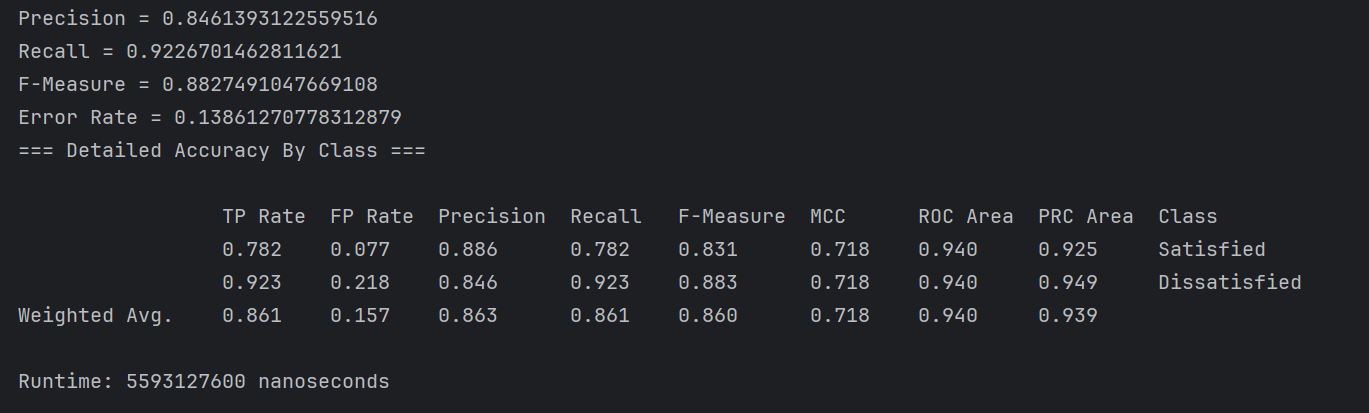 Precision = 0.8461393122559516
Recall = 0.9226701462811621
F-Measure = 0.8827491047669108
Error Rate = 0.13861270778312879
=== Detailed Accuracy By Class ===
TP Rate  FP Rate  Precision  Recall   F-Measure  MCC      ROC Area  PRC Area  Class
0.782    0.077    0.886      0.782    0.831      0.718    0.940     0.925     Satisfied
0.923    0.218    0.846      0.923    0.883      0.718    0.940     0.949     Dissatisfied
Weighted Avg.    0.861    0.157    0.863      0.861    0.860      0.718    0.940     0.939
Runtime: 5593127600 nanoseconds